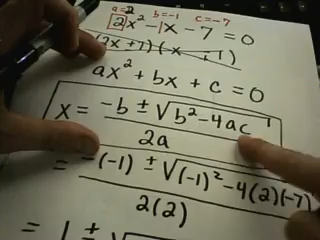 a=2 b=-1 c=-7
2x² -1x -7 = 0
(2x+7)(x-1)
ax² + bx + c = 0
x = -b ± √b² -4ac / 2a
= -(-1) ± √(-1)² -4(2)(-7) / 2(2)
= 1 ± √